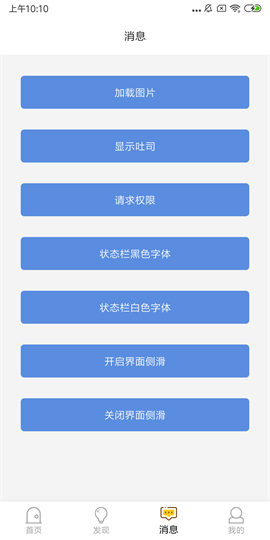 上午10:10
消息
加载图片
显示吐司
请求权限
状态栏黑色字体
状态栏白色字体
开启界面侧滑
关闭界面侧滑
首页 发现 消息 我的